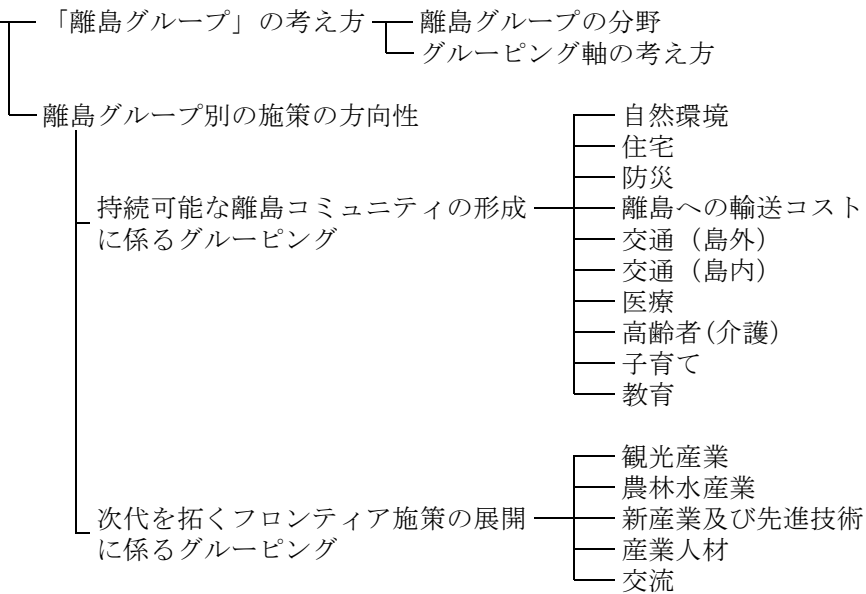 「離島グループ」の考え方
離島グループの分野
グルーピング軸の考え方
離島グループ別の施策の方向性
持続可能な離島コミュニティの形成
に係るグルーピング
自然環境
住宅
防災
離島への輸送コスト
交通（島外）
交通（島内）
医療
高齢者(介護)
子育て
教育
次代を拓くフロンティア施策の展開
に係るグルーピング
観光産業
農林水産業
新産業及び先進技術
産業人材
交流